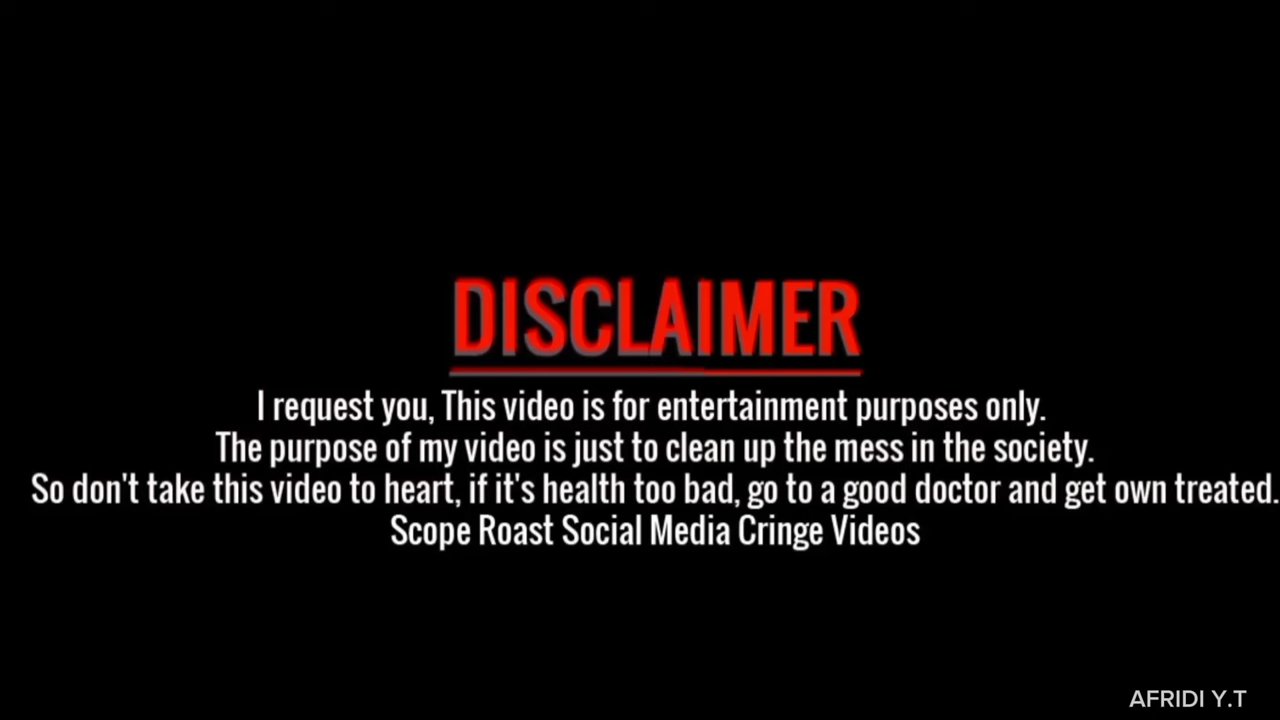 DISCLAIMER
I request you, This video is for entertainment purposes only.
The purpose of my video is just to clean up the mess in the society.
So don't take this video to heart, if it's health too bad, go to a good doctor and get own treated.
Scope Roast Social Media Cringe Videos
AFRIDI Y.T